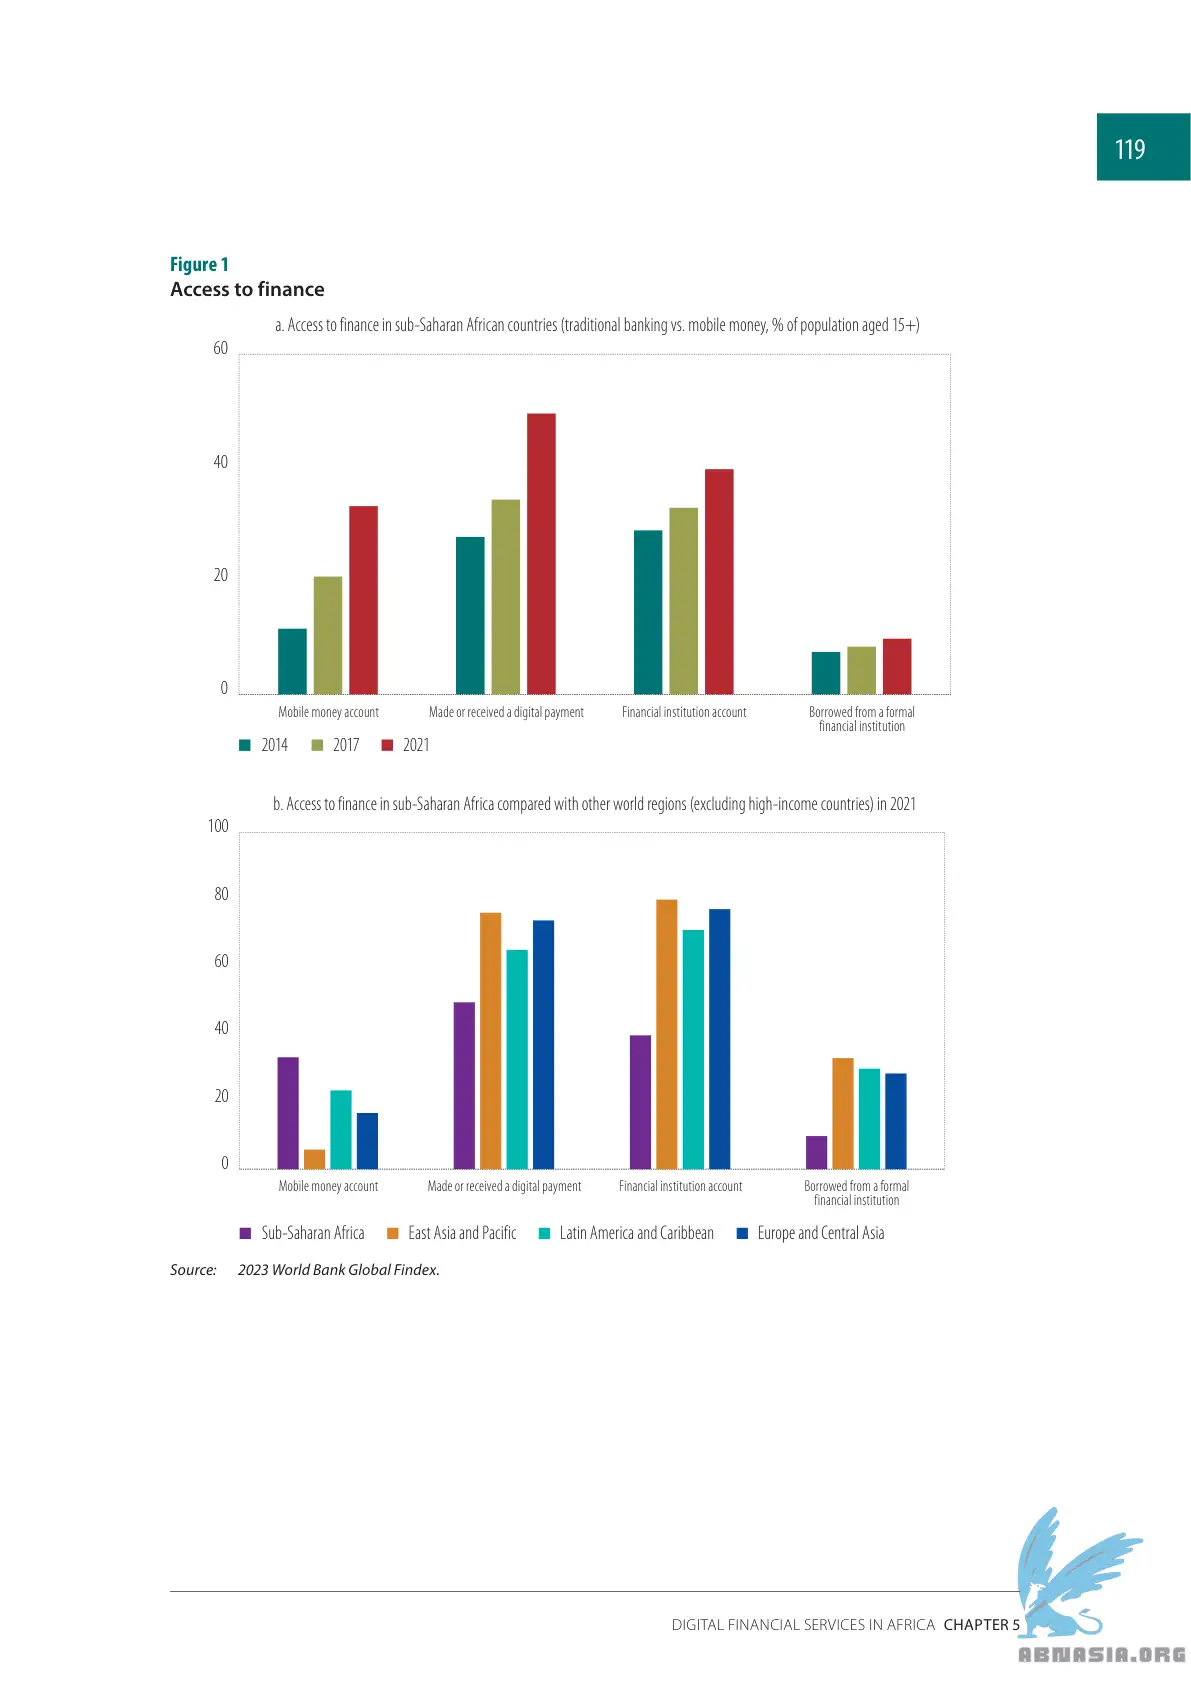 119
Figure 1
Access to finance
a. Access to finance in sub-Saharan African countries (traditional banking vs. mobile money, % of population aged 15+)
60
40
20
0
Mobile money account
Made or received a digital payment
Financial institution account
Borrowed from a formal
financial institution
2014
2017
2021
b. Access to finance in sub-Saharan Africa compared with other world regions (excluding high-income countries) in 2021
100
80
60
40
20
0
Mobile money account
Made or received a digital payment
Financial institution account
Borrowed from a formal
financial institution
Sub-Saharan Africa
East Asia and Pacific
Latin America and Caribbean
Europe and Central Asia
Source: 2023 World Bank Global Findex.
DIGITAL FINANCIAL SERVICES IN AFRICA CHAPTER 5
ABNASIA.ORG